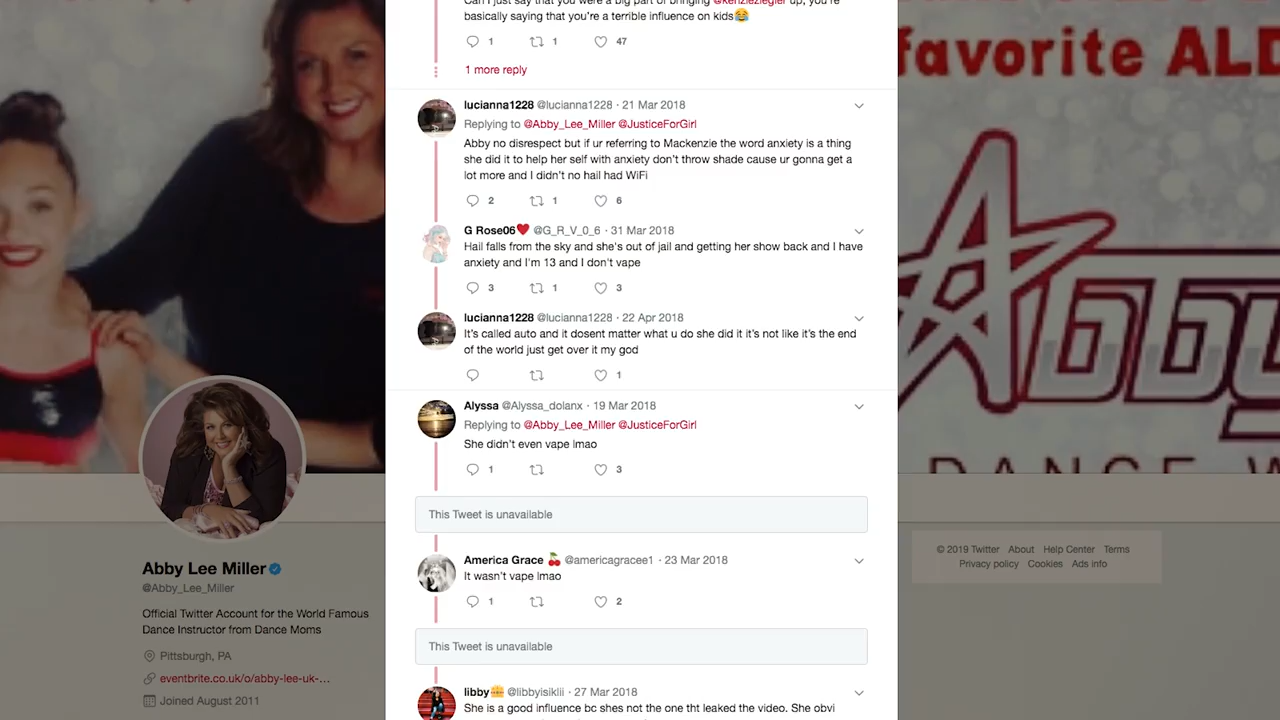 Can I just say that you were a big part of bringing @kenzieziegler up, you're
basically saying that you're a terrible influence on kids😂
1 1 47
1 more reply
lucianna1228 @lucianna1228 · 21 Mar 2018
Replying to @Abby_Lee_Miller @JusticeForGirl
Abby no disrespect but if ur referring to Mackenzie the word anxiety is a thing
she did it to help her self with anxiety don't throw shade cause ur gonna get a
lot more and I didn't no hail had WiFi
2 1 6
G Rose06❤️ @G_R_V_0_6 · 31 Mar 2018
Hail falls from the sky and she's out of jail and getting her show back and I have
anxiety and I'm 13 and I don't vape
3 1 3
lucianna1228 @lucianna1228 · 22 Apr 2018
It's called auto and it dosent matter what u do she did it it's not like it's the end
of the world just get over it my god
1
Alyssa @Alyssa_dolanx · 19 Mar 2018
Replying to @Abby_Lee_Miller @JusticeForGirl
She didn't even vape lmao
1 3
This Tweet is unavailable
America Grace 🍒 @americagracee1 · 23 Mar 2018
It wasn't vape lmao
1 2
This Tweet is unavailable
libby @libbyisiklii · 27 Mar 2018
She is a good influence bc shes not the one tht leaked the video. She obvi
Abby Lee Miller
@Abby_Lee_Miller
Official Twitter Account for the World Famous
Dance Instructor from Dance Moms
Pittsburgh, PA
eventbrite.co.uk/o/abby-lee-uk-…
Joined August 2011
favorite ALD
Abby
DANCE
© 2019 Twitter About Help Center Terms
Privacy policy Cookies Ads info